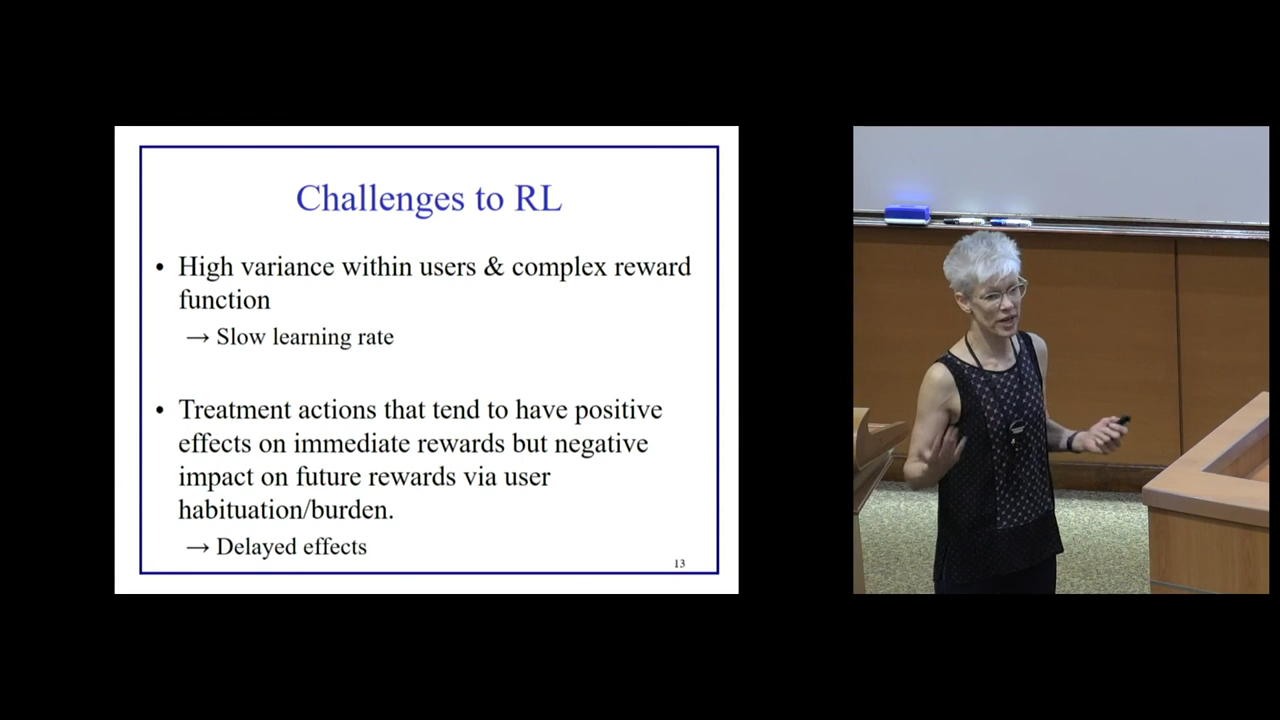 Challenges to RL
• High variance within users & complex reward
function
→ Slow learning rate
• Treatment actions that tend to have positive
effects on immediate rewards but negative
impact on future rewards via user
habituation/burden.
→ Delayed effects
13